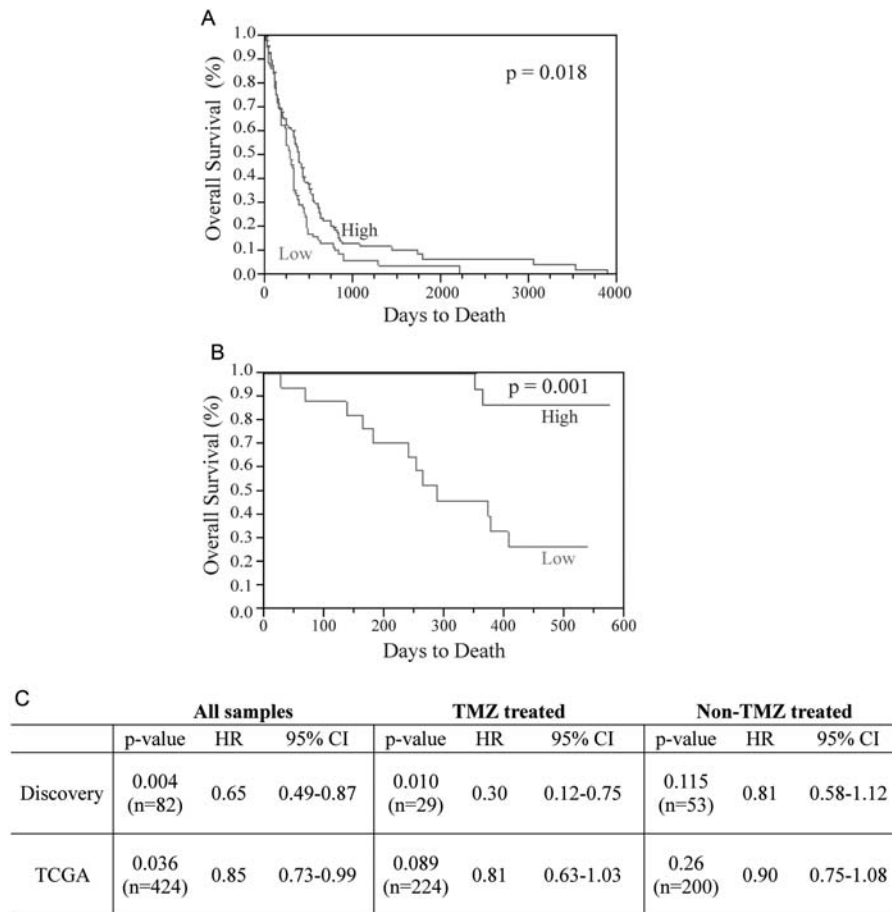 A
Overall Survival (%)
1.0
0.9
0.8
0.7
0.6
0.5
0.4
0.3
0.2
0.1
0.0
p = 0.018
High
Low
0 1000 2000 3000 4000
Days to Death
B
Overall Survival (%)
1.0
0.9
0.8
0.7
0.6
0.5
0.4
0.3
0.2
0.1
0.0
p = 0.001
High
Low
0 100 200 300 400 500 600
Days to Death
C
All samples TMZ treated Non-TMZ treated
p-value HR 95% CI p-value HR 95% CI p-value HR 95% CI
Discovery 0.004 (n=82) 0.65 0.49-0.87 0.010 (n=29) 0.30 0.12-0.75 0.115 (n=53) 0.81 0.58-1.12
TCGA 0.036 (n=424) 0.85 0.73-0.99 0.089 (n=224) 0.81 0.63-1.03 0.26 (n=200) 0.90 0.75-1.08